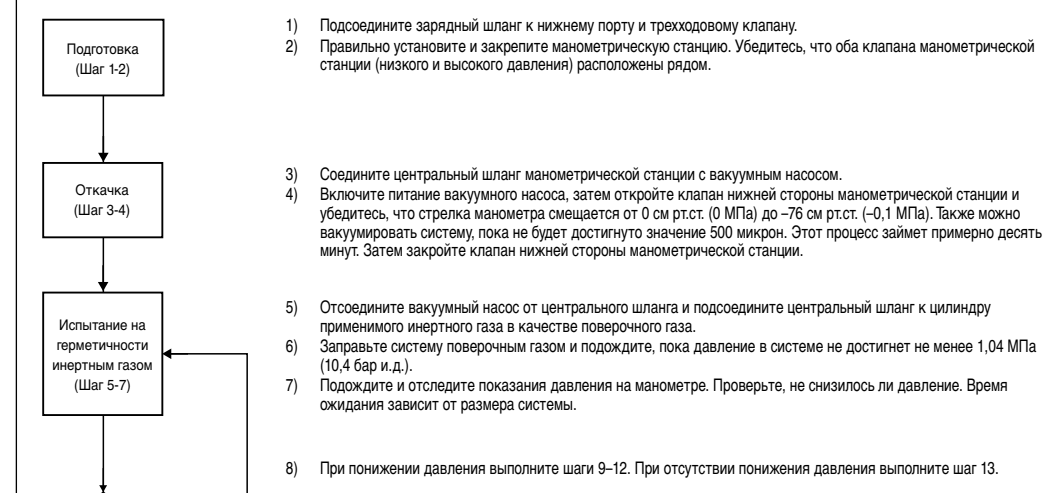 Подготовка
(Шаг 1-2)
1) Подсоедините зарядный шланг к нижнему порту и трехходовому клапану.
2) Правильно установите и закрепите манометрическую станцию. Убедитесь, что оба клапана манометрической
станции (низкого и высокого давления) расположены рядом.
Откачка
(Шаг 3-4)
3) Соедините центральный шланг манометрической станции с вакуумным насосом.
4) Включите питание вакуумного насоса, затем откройте клапан нижней стороны манометрической станции и
убедитесь, что стрелка манометра смещается от 0 см рт.ст. (0 МПа) до –76 см рт.ст. (–0,1 МПа). Также можно
вакуумировать систему, пока не будет достигнуто значение 500 микрон. Этот процесс займет примерно десять
минут. Затем закройте клапан нижней стороны манометрической станции.
Испытание на
герметичности
инертным газом
(Шаг 5-7)
5) Отсоедините вакуумный насос от центрального шланга и подсоедините центральный шланг к цилиндру
применимого инертного газа в качестве поверочного газа.
6) Заправьте систему поверочным газом и подождите, пока давление в системе не достигнет не менее 1,04 МПа
(10,4 бар и.д.).
7) Подождите и отследите показания давления на манометре. Проверьте, не снизилось ли давление. Время
ожидания зависит от размера системы.
8) При понижении давления выполните шаги 9–12. При отсутствии понижения давления выполните шаг 13.